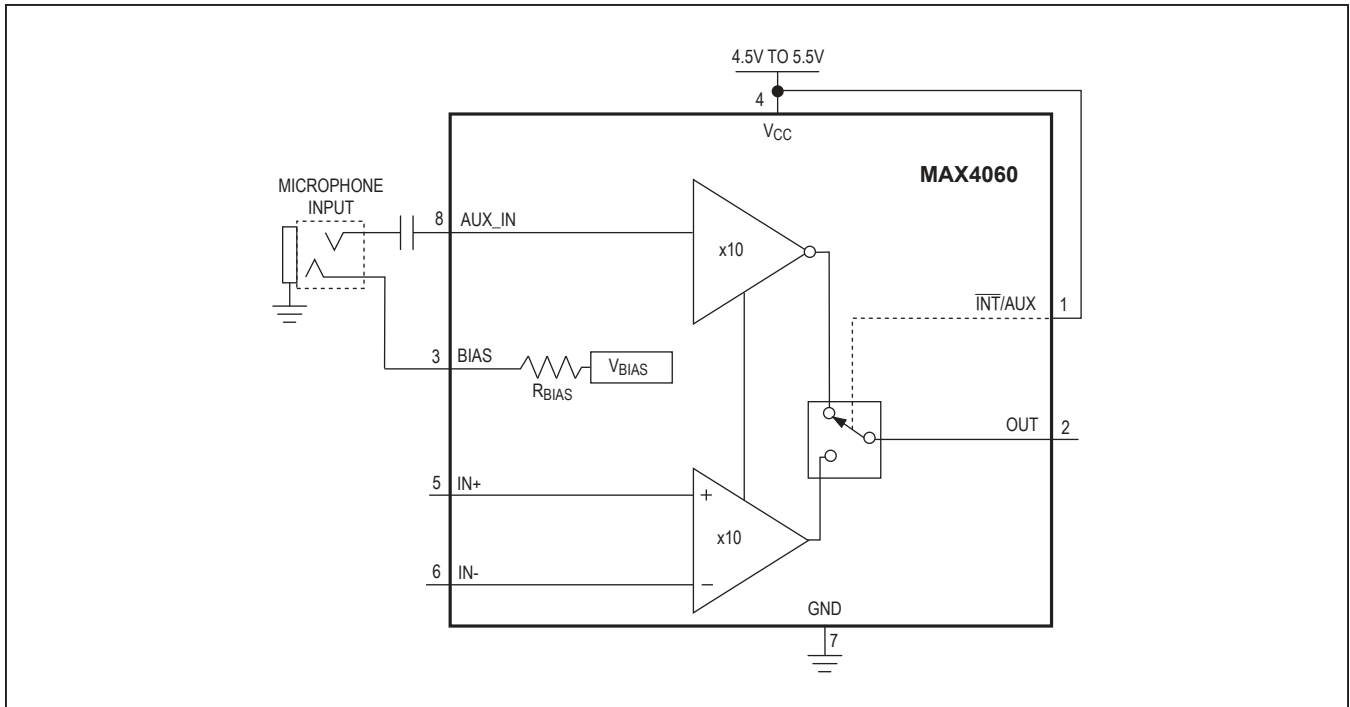 4.5V TO 5.5V
4
VCC
MAX4060
MICROPHONE
INPUT
8
AUX_IN
x10
INT/AUX
1
3
BIAS
VBIAS
RBIAS
OUT
2
5
IN+
+
x10
6
IN-
−
GND
7